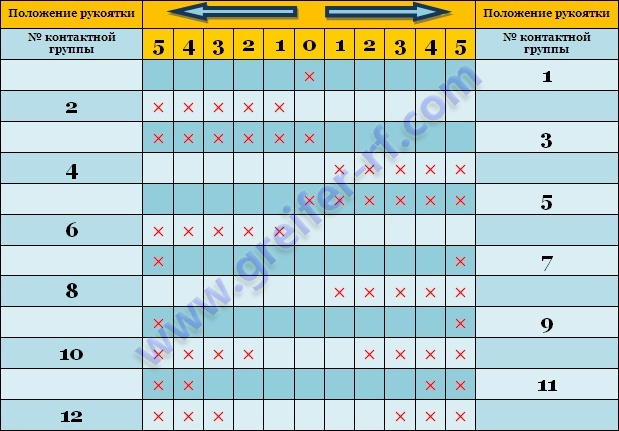 Положение рукоятки Положение рукоятки
№ контактной группы 5 4 3 2 1 0 1 2 3 4 5 № контактной группы
× 1
2 × × × × ×
× × × × × × 3
4 × × × × ×
× × × × × × 5
6 × × × × ×
× × 7
8 × × × × ×
× × 9
10 × × × × × × × ×
× × × × 11
12 × × × × × ×
www.greifer-rf.com